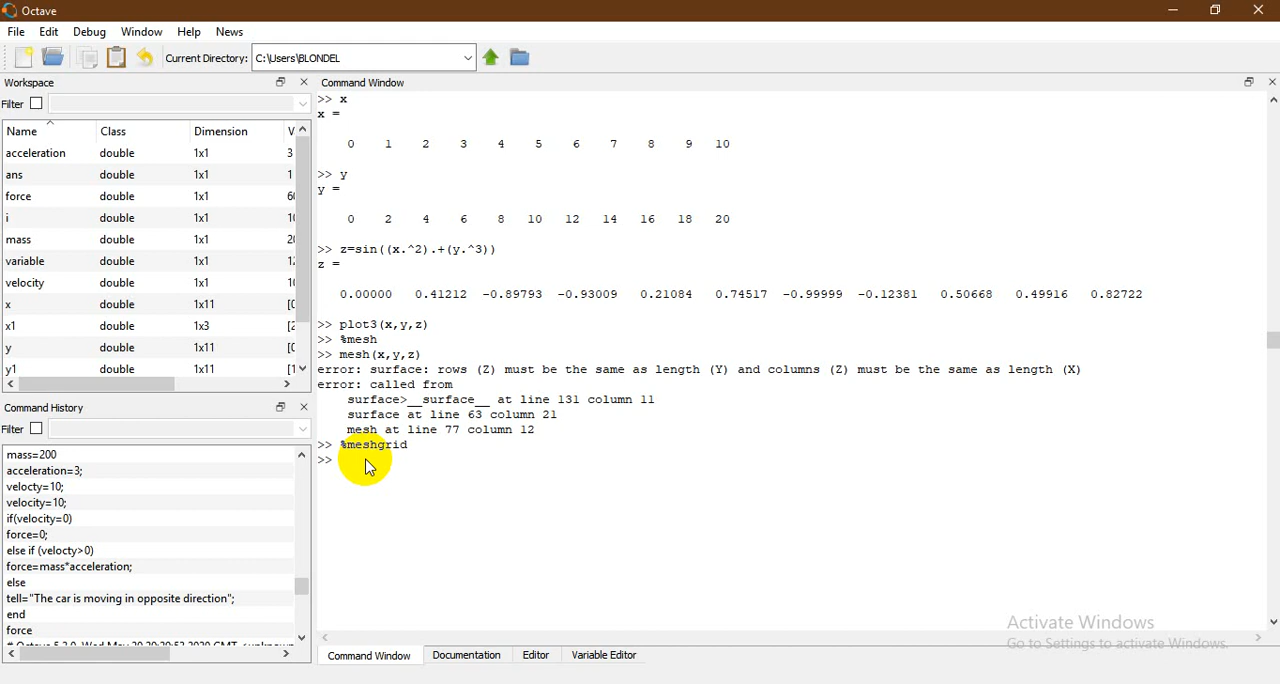 Octave
File Edit Debug Window Help News
Current Directory: C:\Users\BLONDEL
Workspace
Filter
Name Class Dimension V
acceleration double 1x1 3
ans double 1x1 1
force double 1x1 60
i double 1x1 10
mass double 1x1 20
variable double 1x1 12
velocity double 1x1 10
x double 1x11 [0
x1 double 1x3 [2
y double 1x11 [0
y1 double 1x11 [1
Command History
Filter
mass=200
acceleration=3;
velocty=10;
velocity=10;
if(velocity=0)
force=0;
else if (velocty>0)
force=mass*acceleration;
else
tell="The car is moving in opposite direction";
end
force
Command Window
>> x
x =
0 1 2 3 4 5 6 7 8 9 10
>> y
y =
0 2 4 6 8 10 12 14 16 18 20
>> z=sin((x.^2).+(y.^3))
z =
0.00000 0.41212 -0.89793 -0.93009 0.21084 0.74517 -0.99999 -0.12381 0.50668 0.49916 0.82722
>> plot3(x,y,z)
>> %mesh
>> mesh(x,y,z)
error: surface: rows (Z) must be the same as length (Y) and columns (Z) must be the same as length (X)
error: called from
surface>__surface__ at line 131 column 11
surface at line 63 column 21
mesh at line 77 column 12
>> %meshgrid
>>
Activate Windows
Go to Settings to activate Windows.
Command Window Documentation Editor Variable Editor